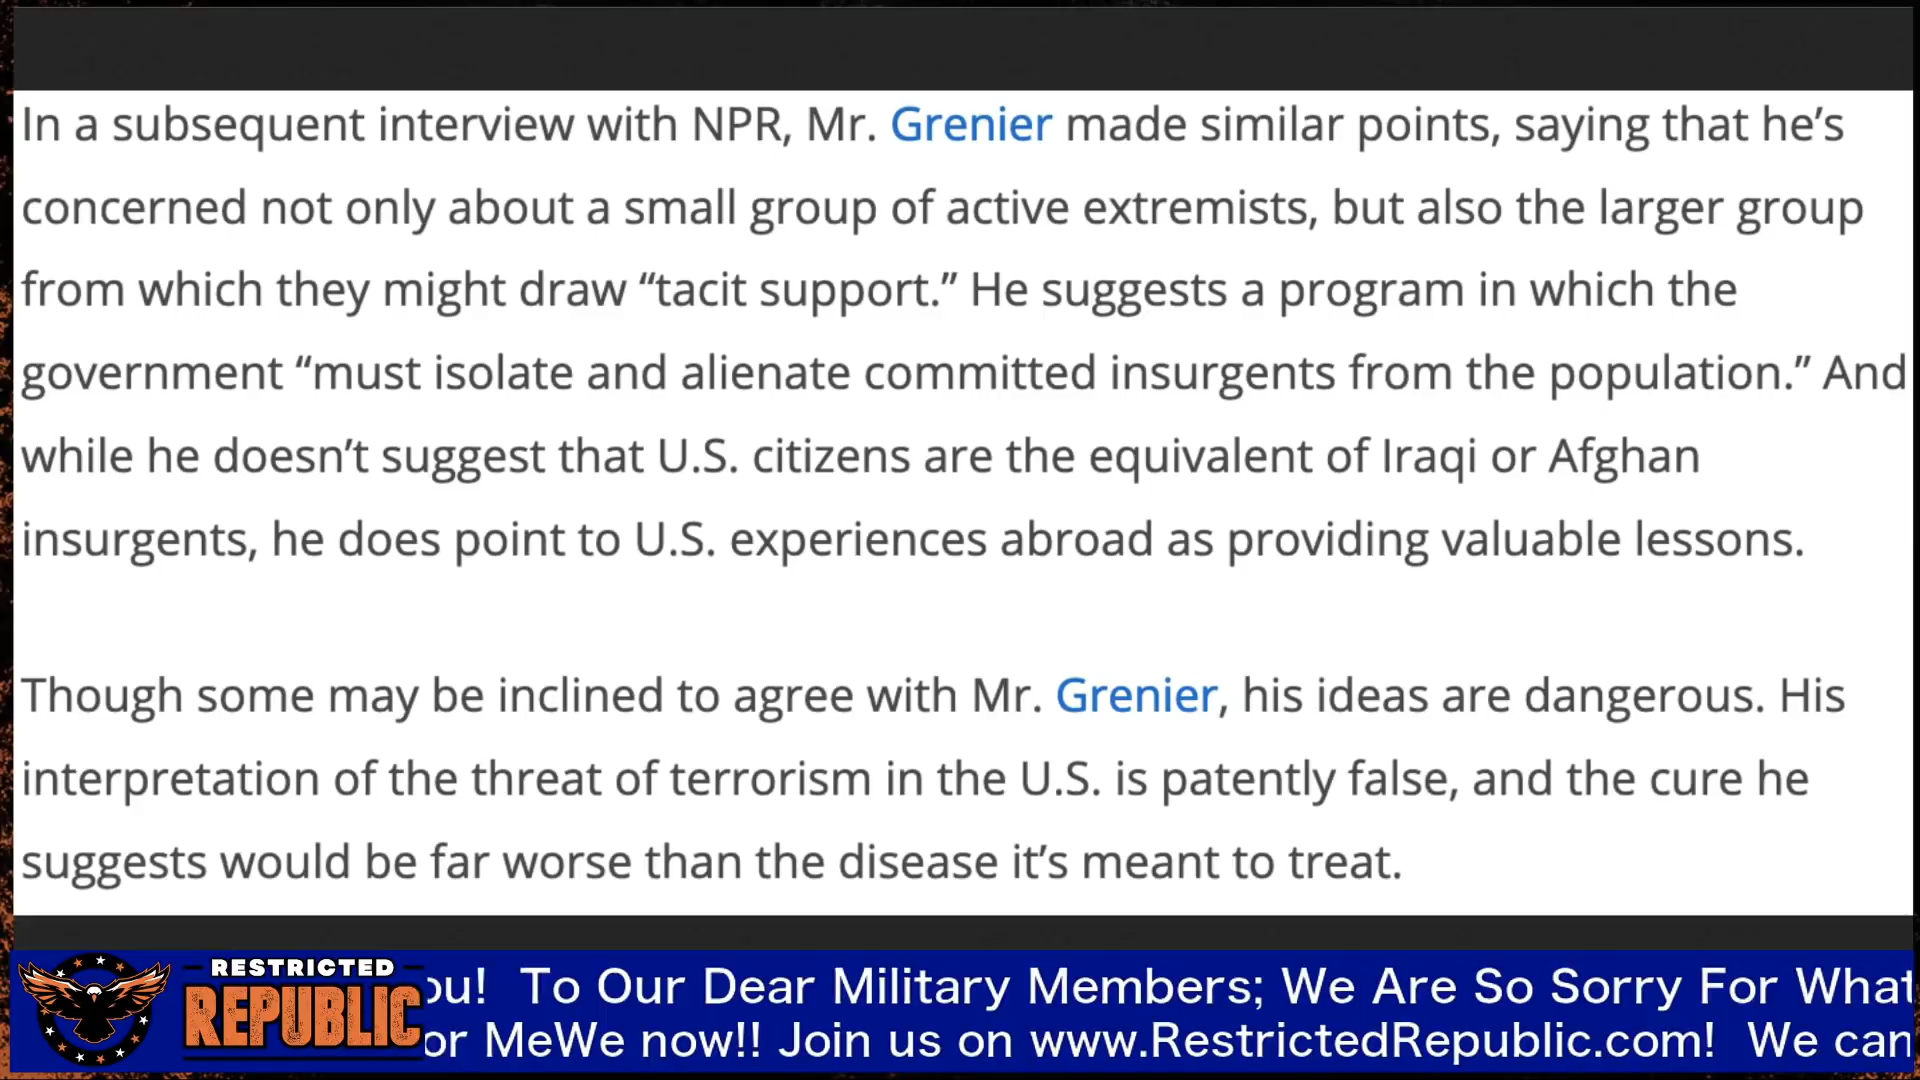 In a subsequent interview with NPR, Mr. Grenier made similar points, saying that he’s
concerned not only about a small group of active extremists, but also the larger group
from which they might draw “tacit support.” He suggests a program in which the
government “must isolate and alienate committed insurgents from the population.” And
while he doesn’t suggest that U.S. citizens are the equivalent of Iraqi or Afghan
insurgents, he does point to U.S. experiences abroad as providing valuable lessons.
Though some may be inclined to agree with Mr. Grenier, his ideas are dangerous. His
interpretation of the threat of terrorism in the U.S. is patently false, and the cure he
suggests would be far worse than the disease it’s meant to treat.
RESTRICTED
REPUBLIC
ou! To Our Dear Military Members; We Are So Sorry For What
or MeWe now!! Join us on www.RestrictedRepublic.com! We can